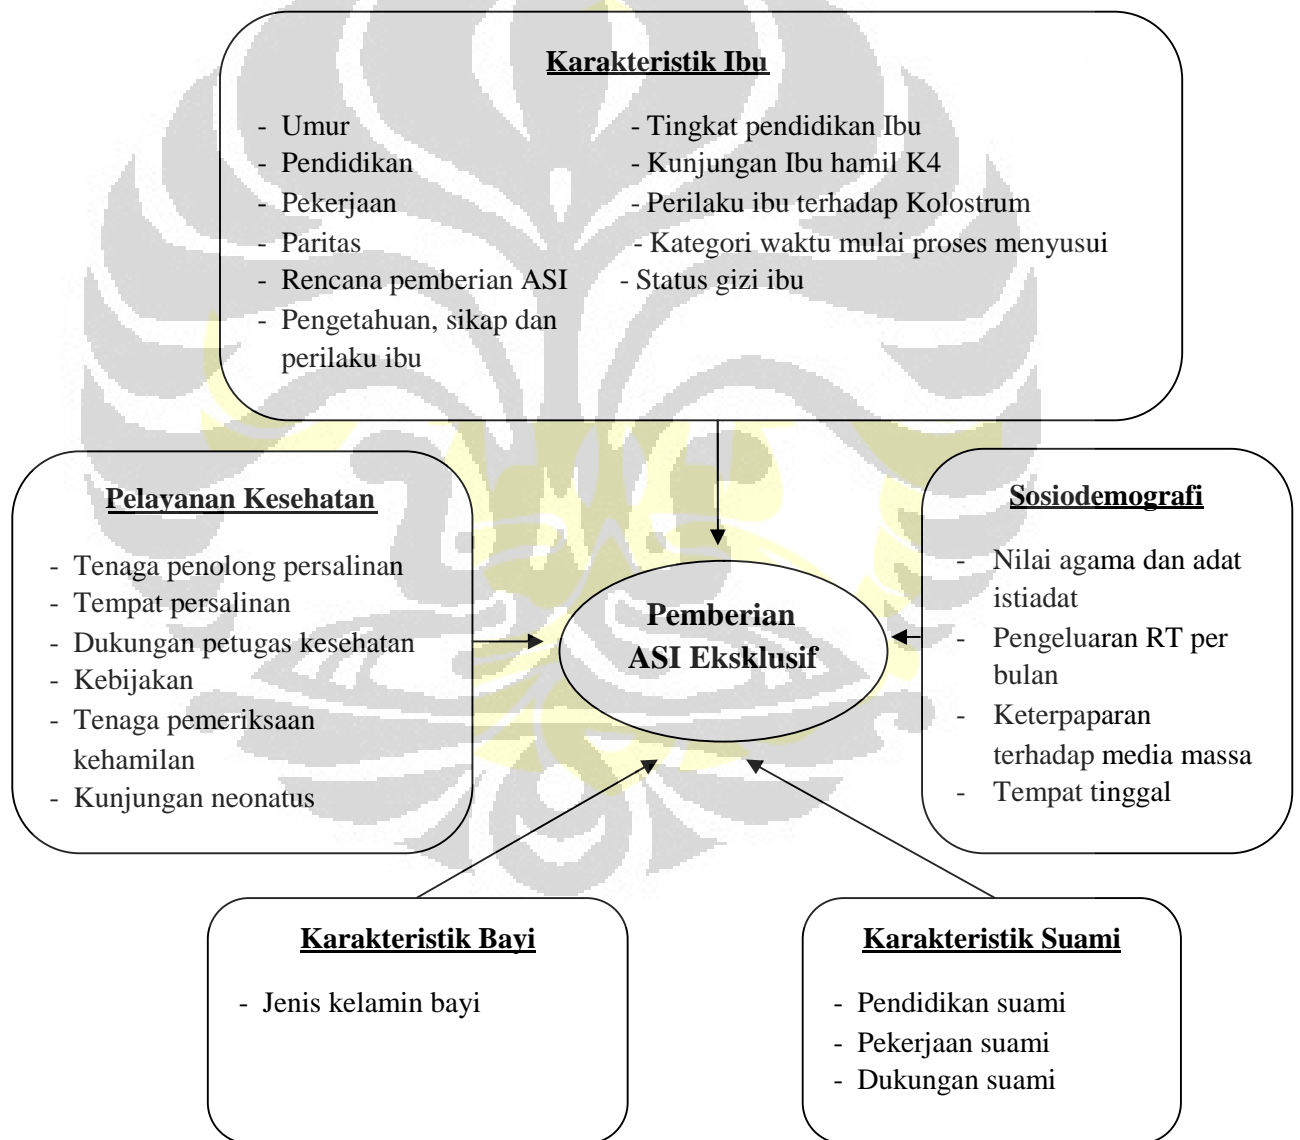 Karakteristik Ibu
- Umur
- Pendidikan
- Pekerjaan
- Paritas
- Rencana pemberian ASI
- Pengetahuan, sikap dan
perilaku ibu
- Tingkat pendidikan Ibu
- Kunjungan Ibu hamil K4
- Perilaku ibu terhadap Kolostrum
- Kategori waktu mulai proses menyusui
- Status gizi ibu
Pelayanan Kesehatan
- Tenaga penolong persalinan
- Tempat persalinan
- Dukungan petugas kesehatan
- Kebijakan
- Tenaga pemeriksaan
kehamilan
- Kunjungan neonatus
Pemberian
ASI Eksklusif
Sosiodemografi
- Nilai agama dan adat
istiadat
- Pengeluaran RT per
bulan
- Keterpaparan
terhadap media massa
- Tempat tinggal
Karakteristik Bayi
- Jenis kelamin bayi
Karakteristik Suami
- Pendidikan suami
- Pekerjaan suami
- Dukungan suami